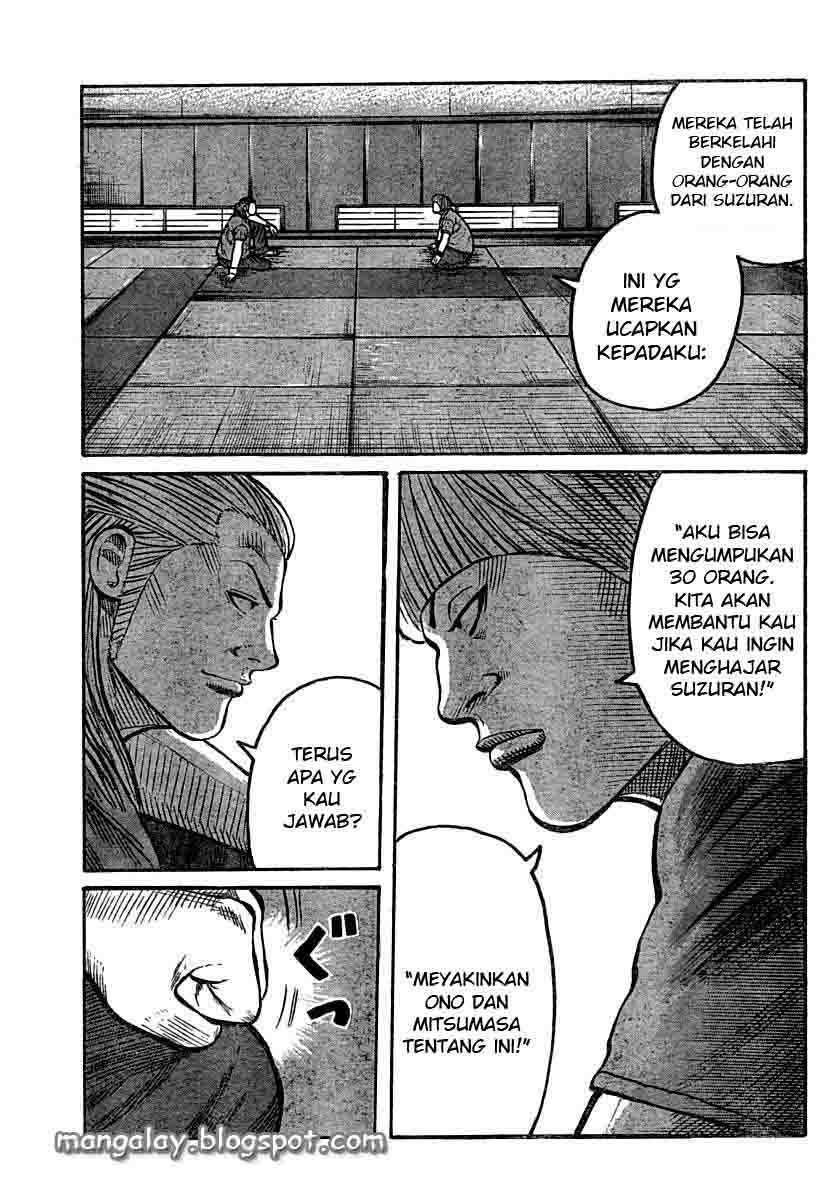 MEREKA TELAH
BERKELAHI
DENGAN
ORANG-ORANG
DARI SUZURAN.
INI YG
MEREKA
UCAPKAN
KEPADAKU:
"AKU BISA
MENGUMPUKAN
30 ORANG.
KITA AKAN
MEMBANTU KAU
JIKA KAU INGIN
MENGHAJAR
SUZURAN!"
"MEYAKINKAN
ONO DAN
MITSUMASA
TENTANG INI!"
TERUS
APA YG
KAU
JAWAB?
ぐっ
mangalay.blogspot.com